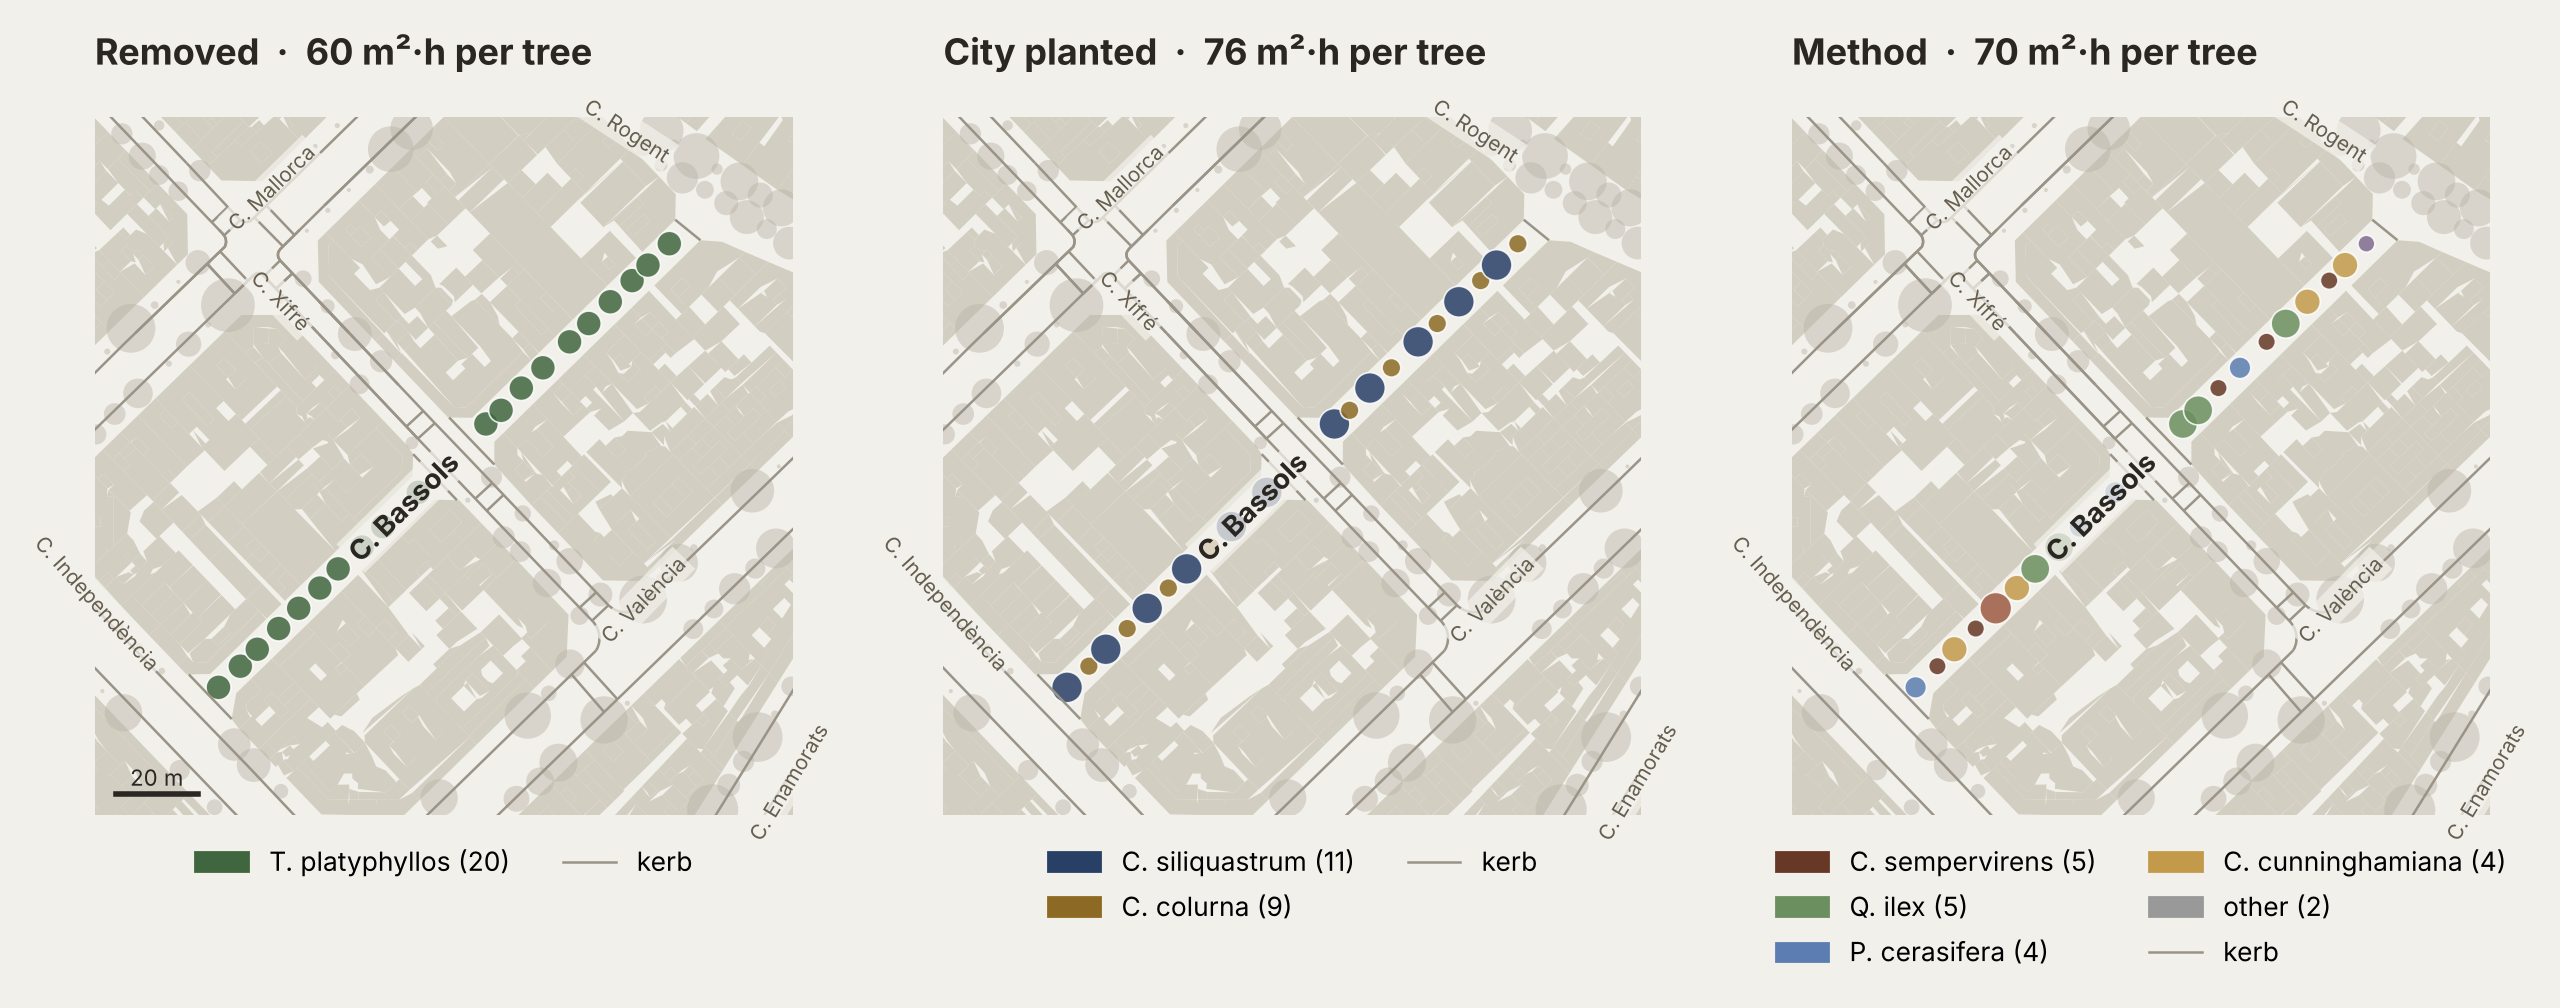 Removed · 60 m²·h per tree
C. Rogent
C. Mallorca
C. Xifré
C. Bassols
C. Independència
C. València
C. Enamorats
20 m
T. platyphyllos (20)
kerb
City planted · 76 m²·h per tree
C. Rogent
C. Mallorca
C. Xifré
C. Bassols
C. Independència
C. València
C. Enamorats
C. siliquastrum (11)
kerb
C. colurna (9)
Method · 70 m²·h per tree
C. Rogent
C. Mallorca
C. Xifré
C. Bassols
C. Independència
C. València
C. Enamorats
C. sempervirens (5)
C. cunninghamiana (4)
Q. ilex (5)
other (2)
P. cerasifera (4)
kerb